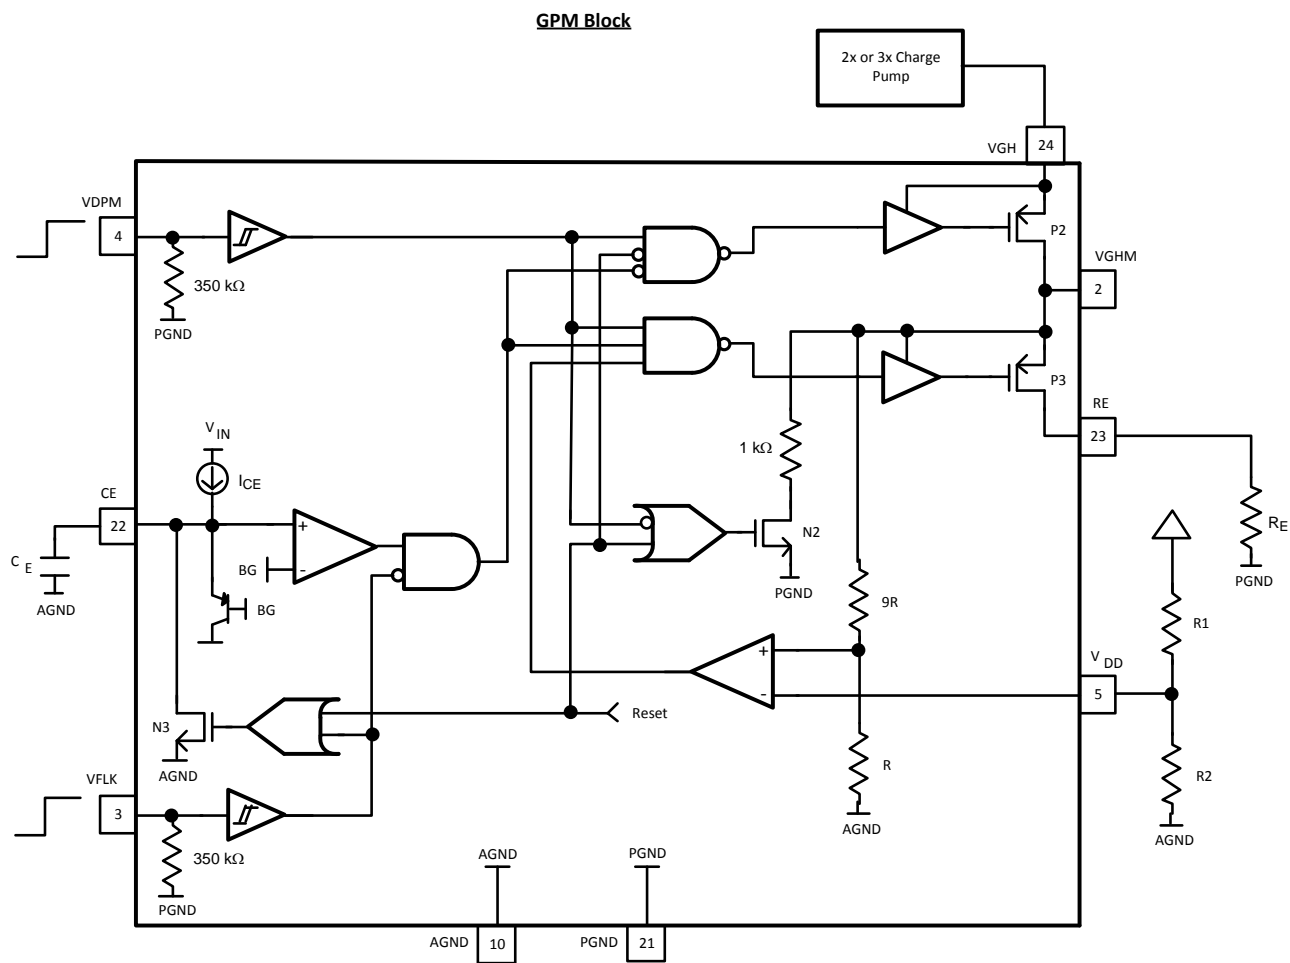 GPM Block
2x or 3x Charge
Pump
VGH
24
VDPM
4
350 kΩ
PGND
P2
VGHM
2
P3
RE
23
1 kΩ
V IN
I CE
CE
22
C E
AGND
BG
+
-
BG
N2
PGND
9R
R E
PGND
R1
V DD
5
+
-
N3
AGND
Reset
R
AGND
R2
AGND
VFLK
3
350 kΩ
PGND
AGND
PGND
AGND
10
PGND
21